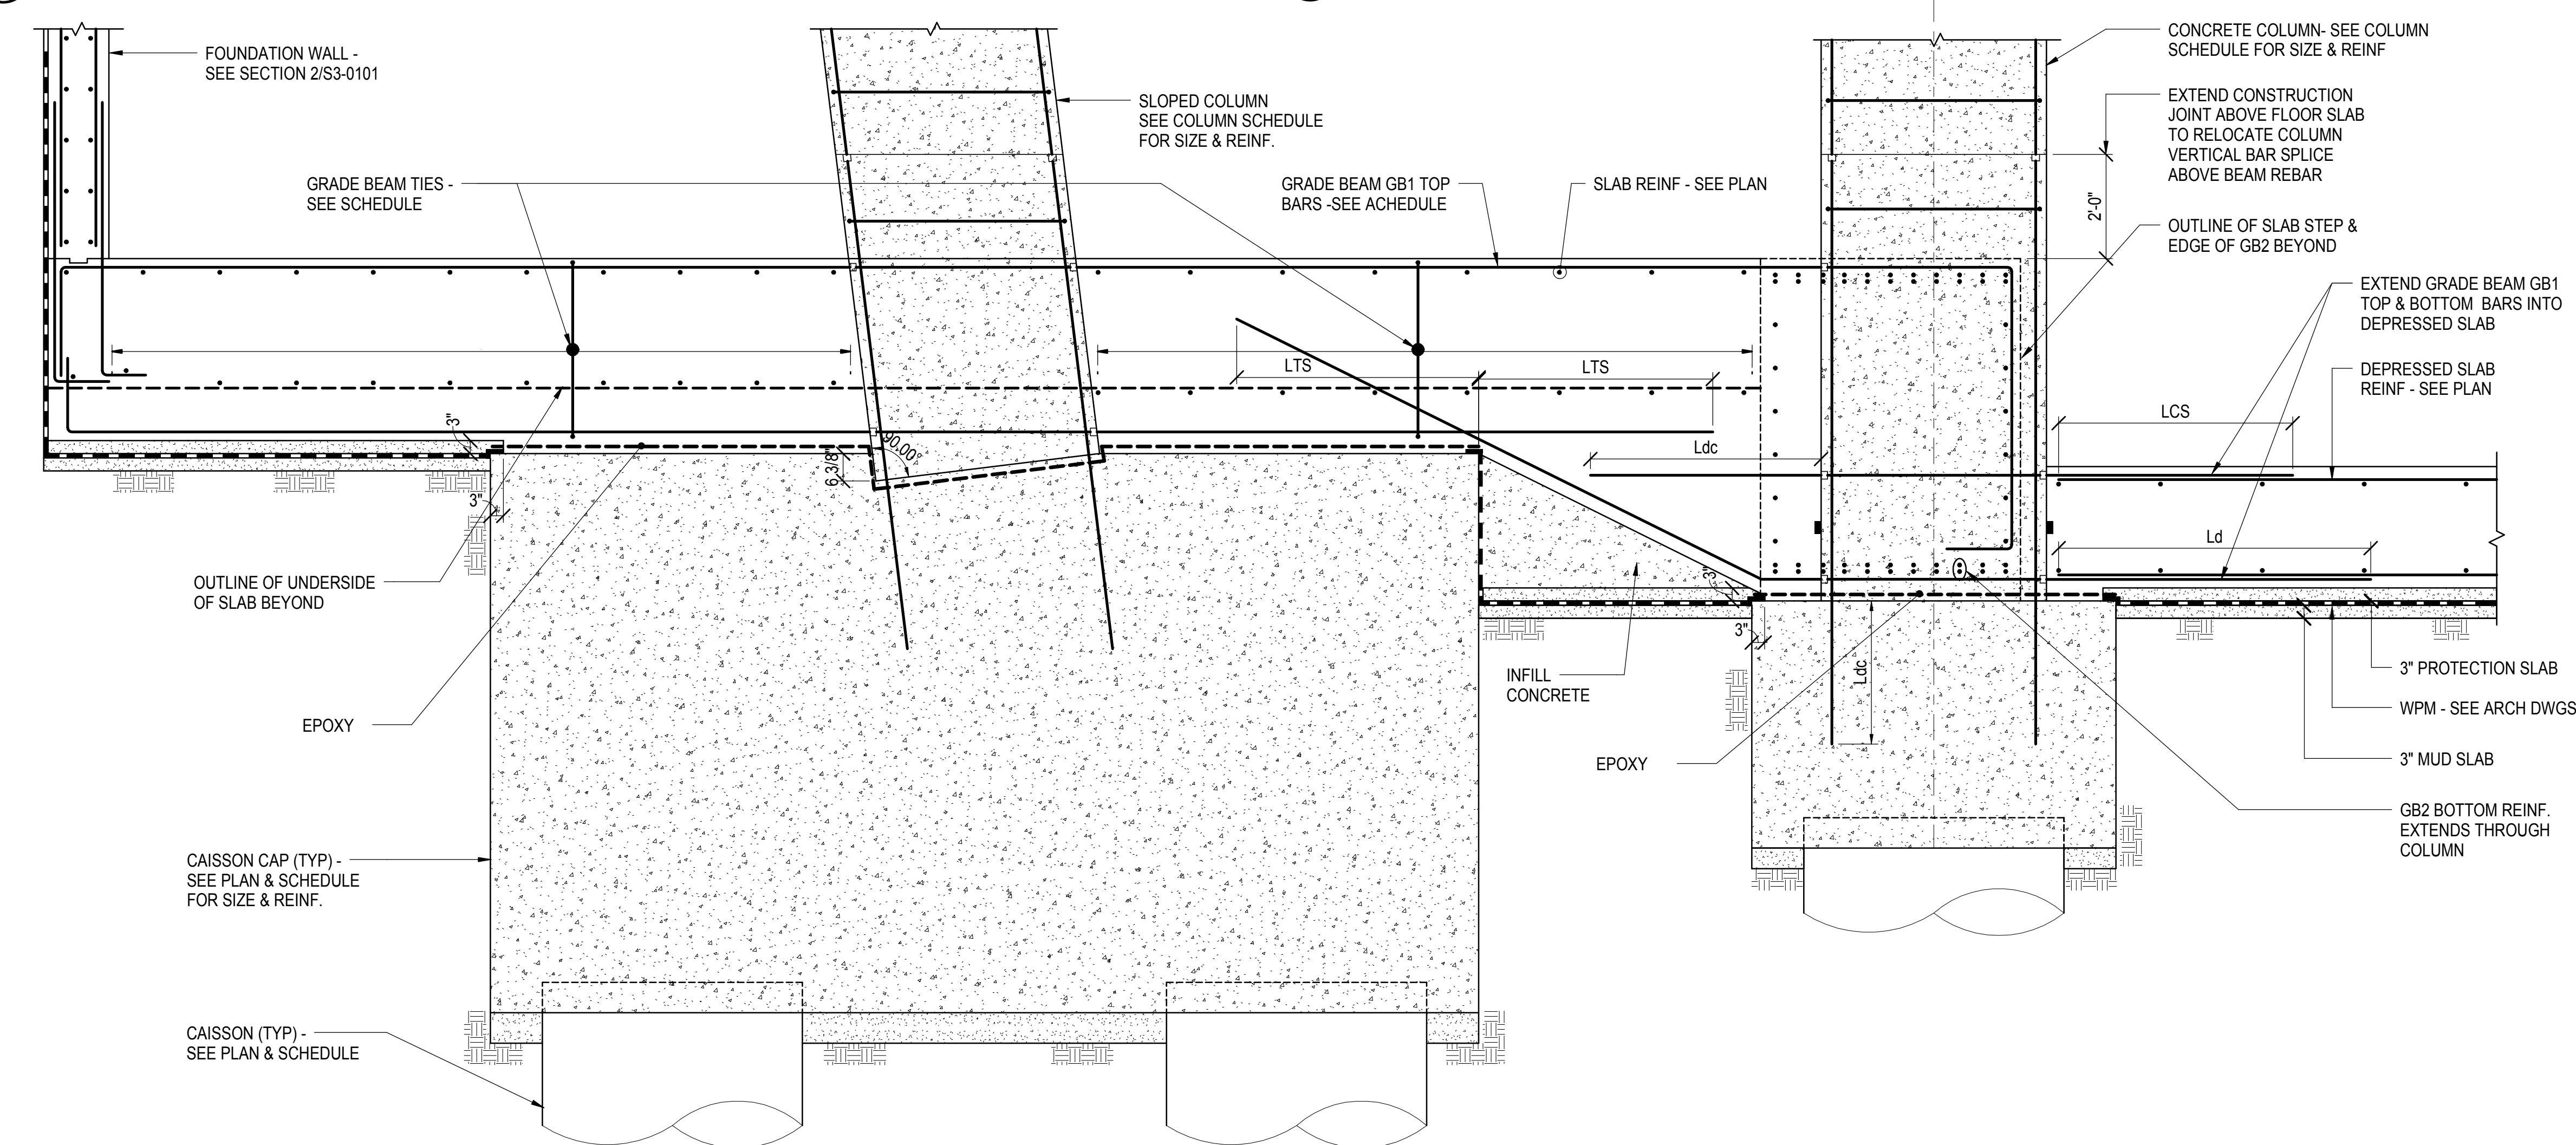 FOUNDATION WALL -
SEE SECTION 2/S3-0101
SLOPED COLUMN
SEE COLUMN SCHEDULE
FOR SIZE & REINF.
CONCRETE COLUMN- SEE COLUMN
SCHEDULE FOR SIZE & REINF
EXTEND CONSTRUCTION
JOINT ABOVE FLOOR SLAB
TO RELOCATE COLUMN
VERTICAL BAR SPLICE
ABOVE BEAM REBAR
GRADE BEAM TIES -
SEE SCHEDULE
GRADE BEAM GB1 TOP
BARS -SEE ACHEDULE
SLAB REINF - SEE PLAN
2'-0"
OUTLINE OF SLAB STEP &
EDGE OF GB2 BEYOND
EXTEND GRADE BEAM GB1
TOP & BOTTOM BARS INTO
DEPRESSED SLAB
DEPRESSED SLAB
REINF - SEE PLAN
LTS
LTS
LCS
3"
90.00°
6 3/8"
Ldc
3"
Ld
OUTLINE OF UNDERSIDE
OF SLAB BEYOND
3"
3"
INFILL
CONCRETE
Ldc
3" PROTECTION SLAB
WPM - SEE ARCH DWGS
EPOXY
EPOXY
3" MUD SLAB
GB2 BOTTOM REINF.
EXTENDS THROUGH
COLUMN
CAISSON CAP (TYP) -
SEE PLAN & SCHEDULE
FOR SIZE & REINF.
CAISSON (TYP) -
SEE PLAN & SCHEDULE